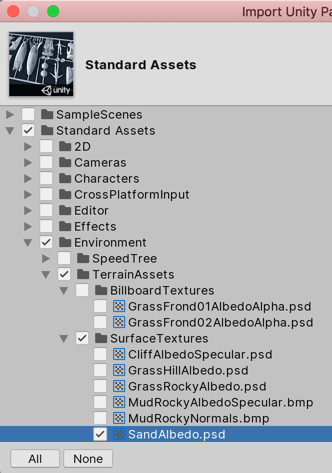 Import Unity Pa
unity
Standard Assets
SampleScenes
Standard Assets
2D
Cameras
Characters
CrossPlatformInput
Editor
Effects
Environment
SpeedTree
TerrainAssets
BillboardTextures
GrassFrond01AlbedoAlpha.psd
GrassFrond02AlbedoAlpha.psd
SurfaceTextures
CliffAlbedoSpecular.psd
GrassHillAlbedo.psd
GrassRockyAlbedo.psd
MudRockyAlbedoSpecular.bmp
MudRockyNormals.bmp
SandAlbedo.psd
All None